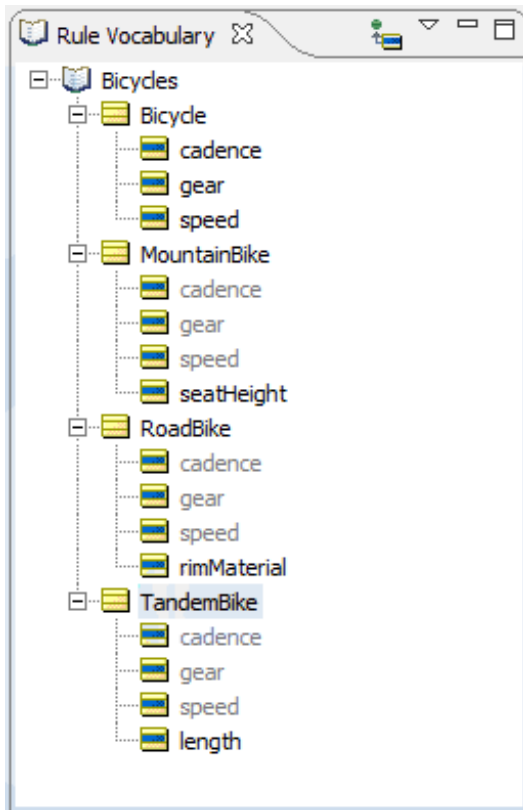 Rule Vocabulary
Bicycles
Bicycle
cadence
gear
speed
MountainBike
cadence
gear
speed
seatHeight
RoadBike
cadence
gear
speed
rimMaterial
TandemBike
cadence
gear
speed
length